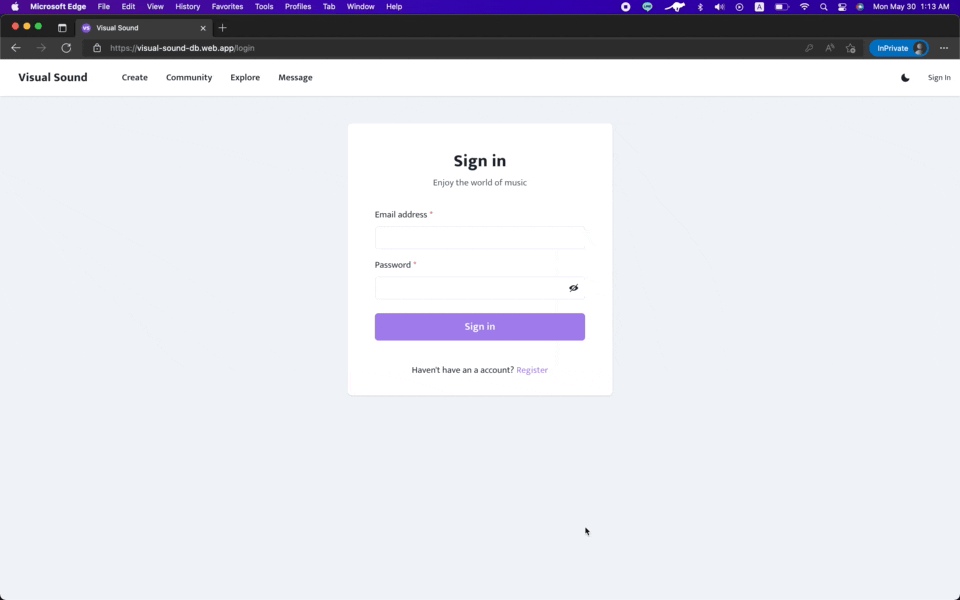 Microsoft Edge File Edit View History Favorites Tools Profiles Tab Window Help A Mon May 30 1:13 AM
VS Visual Sound
https://visual-sound-db.web.app/login InPrivate
Visual Sound Create Community Explore Message Sign In
Sign in
Enjoy the world of music
Email address *
Password *
Sign in
Haven't have an a account? Register